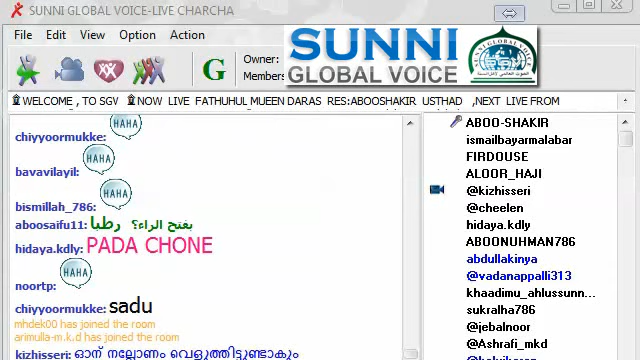 SUNNI GLOBAL VOICE-LIVE CHARCHA
File Edit View Option Action
SUNNI
GLOBAL VOICE
G Owner:
Members
WELCOME , TO SGV NOW LIVE FATHUHUL MUEEN DARAS RES:ABOOSHAKIR USTHAD ,NEXT LIVE FROM
chiyyoormukke: HAHA
bavavilayil: HAHA
bismillah_786: HAHA
aboosaifu11: بفتح الراء؟ رطبا
hidaya.kdly: PADA CHONE
noortp: HAHA
chiyyoormukke: sadu
mhdek00 has joined the room
arimulla-m.k.d has joined the room
kizhisseri: ഓന് നല്ലോണം വെളുത്തിട്ടുണ്ടാകും
ABOO-SHAKIR
ismailbayarmalabar
FIRDOUSE
ALOOR_HAJI
@kizhisseri
@cheelen
hidaya.kdly
ABOONUHMAN786
abdullakinya
@vadanappalli313
khaadimu_ahlussunn...
sukralha786
@jebalnoor
@Ashrafi_mkd